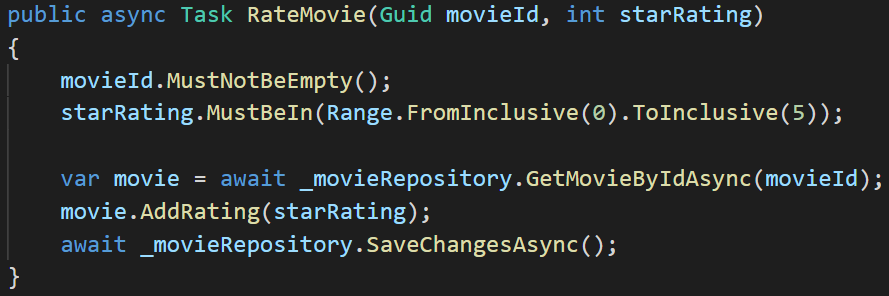 public async Task RateMovie(Guid movieId, int starRating)
{
    movieId.MustNotBeEmpty();
    starRating.MustBeIn(Range.FromInclusive(0).ToInclusive(5));

    var movie = await _movieRepository.GetMovieByIdAsync(movieId);
    movie.AddRating(starRating);
    await _movieRepository.SaveChangesAsync();
}